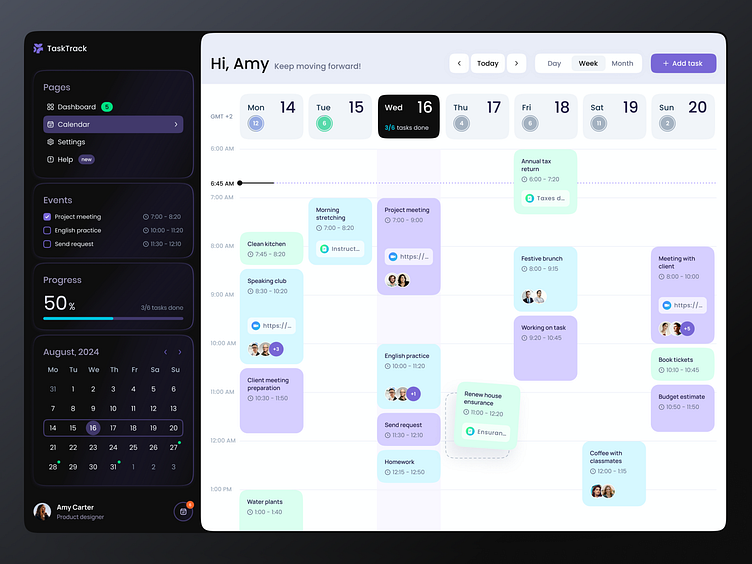 TaskTrack
Pages
Dashboard 5
Calendar
Settings
Help new
Events
Project meeting 7:00 - 8:20
English practice 10:00 - 11:20
Send request 11:30 - 12:10
Progress
50 %
3/6 tasks done
August, 2024
Mo Tu We Th Fr Sa Su
31 1 2 3 4 5 6
7 8 9 10 11 12 13
14 15 16 17 18 19 20
21 22 23 24 25 26 27
28 29 30 31 1 2 3
Amy Carter
Product designer
Hi, Amy Keep moving forward!
Today
Day Week Month
+ Add task
GMT +2
Mon 14
12
Tue 15
6
Wed 16
3/6 tasks done
Thu 17
4
Fri 18
6
Sat 19
11
Sun 20
2
6:00 AM
6:45 AM
7:00 AM
8:00 AM
9:00 AM
10:00 AM
11:00 AM
12:00 AM
1:00 PM
Clean kitchen
7:45 - 8:20
Speaking club
8:30 - 10:20
https://...
+3
Client meeting
preparation
10:30 - 11:50
Water plants
1:00 - 1:40
Morning
stretching
7:00 - 8:20
Instruct...
Project meeting
7:00 - 9:00
https://...
English practice
10:00 - 11:20
+1
Send request
11:30 - 12:10
Homework
12:15 - 12:50
Renew house
ensurance
11:00 - 12:20
Ensuran...
Annual tax
return
6:00 - 7:20
Taxes d...
Festive brunch
8:00 - 9:15
Working on task
9:20 - 10:45
Coffee with
classmates
12:00 - 1:15
Meeting with
client
8:00 - 10:00
https://...
+5
Book tickets
10:10 - 10:45
Budget estimate
10:50 - 11:50